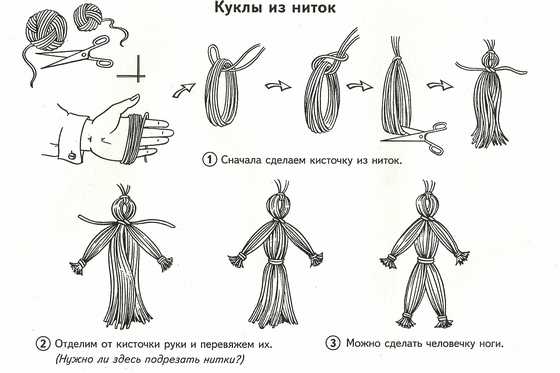 Куклы из ниток
1 Сначала сделаем кисточку из ниток.
2 Отделим от кисточки руки и перевяжем их.
(Нужно ли здесь подрезать нитки?)
3 Можно сделать человечку ноги.